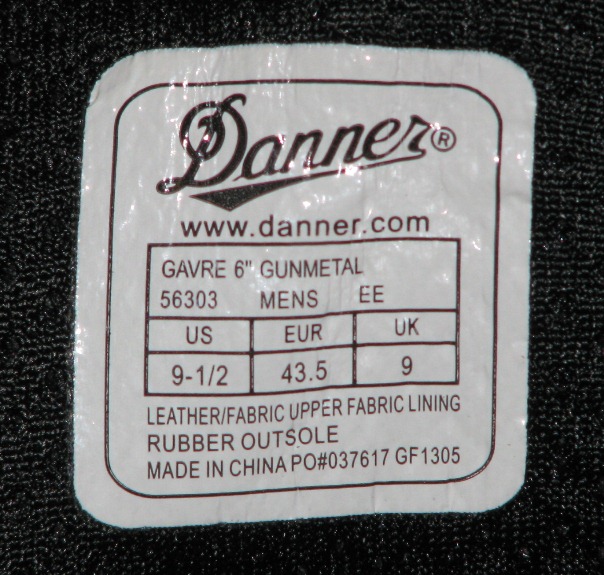 Danner®
www.danner.com
GAVRE 6" GUNMETAL
56303 MENS EE
US EUR UK
9-1/2 43.5 9
LEATHER/FABRIC UPPER FABRIC LINING
RUBBER OUTSOLE
MADE IN CHINA PO#037617 GF1305